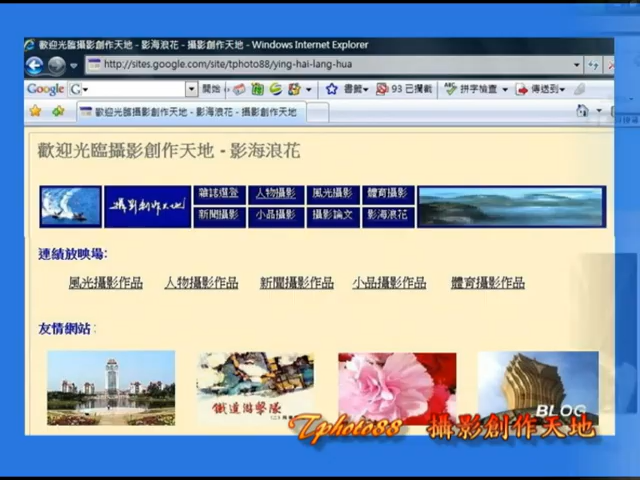 歡迎光臨攝影創作天地 - 影海浪花 - 攝影創作天地 - Windows Internet Explorer
http://sites.google.com/site/tphoto88/ying-hai-lang-hua
Google 開始 書籤 93 已攔截 拼字檢查 傳送到
歡迎光臨攝影創作天地 - 影海浪花 - 攝影創作天地
歡迎光臨攝影創作天地 - 影海浪花
攝影創作天地 雜誌選登 人物攝影 風光攝影 體育攝影
新聞攝影 小品攝影 攝影論文 影海浪花
連結放映場:
風光攝影作品 人物攝影作品 新聞攝影作品 小品攝影作品 體育攝影作品
友情網站:
鐵道游擊隊
BLOG
Tphoto88 攝影創作天地